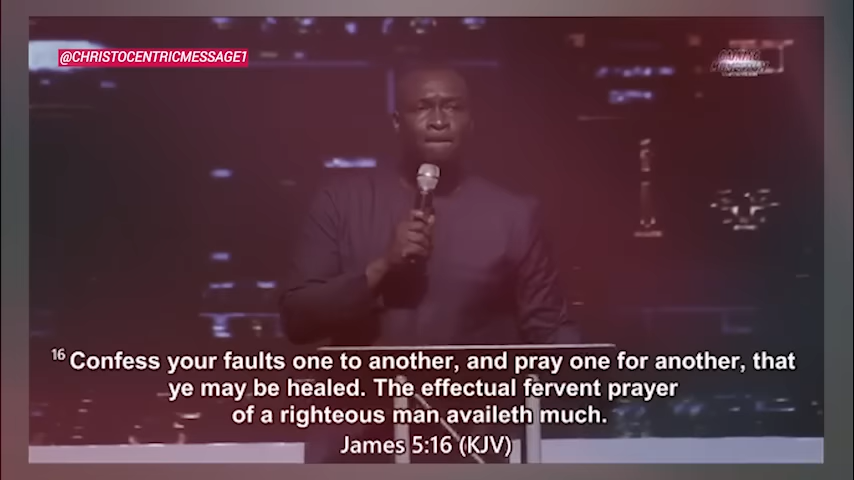 @CHRISTOCENTRICMESSAGE1
16 Confess your faults one to another, and pray one for another, that
ye may be healed. The effectual fervent prayer
of a righteous man availeth much.
James 5:16 (KJV)